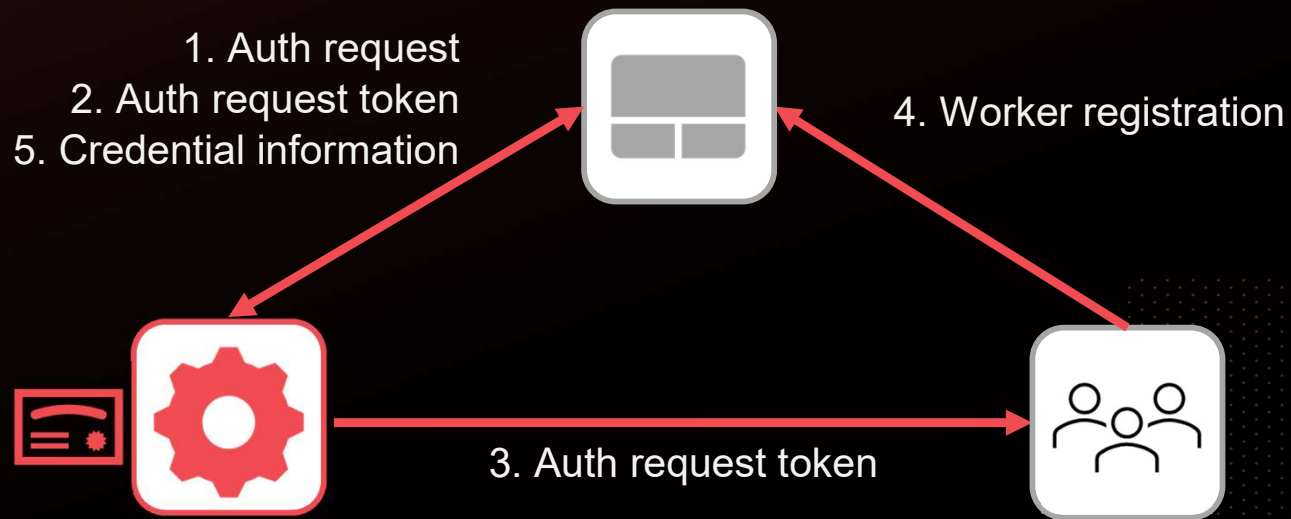 1. Auth request
2. Auth request token
5. Credential information
4. Worker registration
3. Auth request token